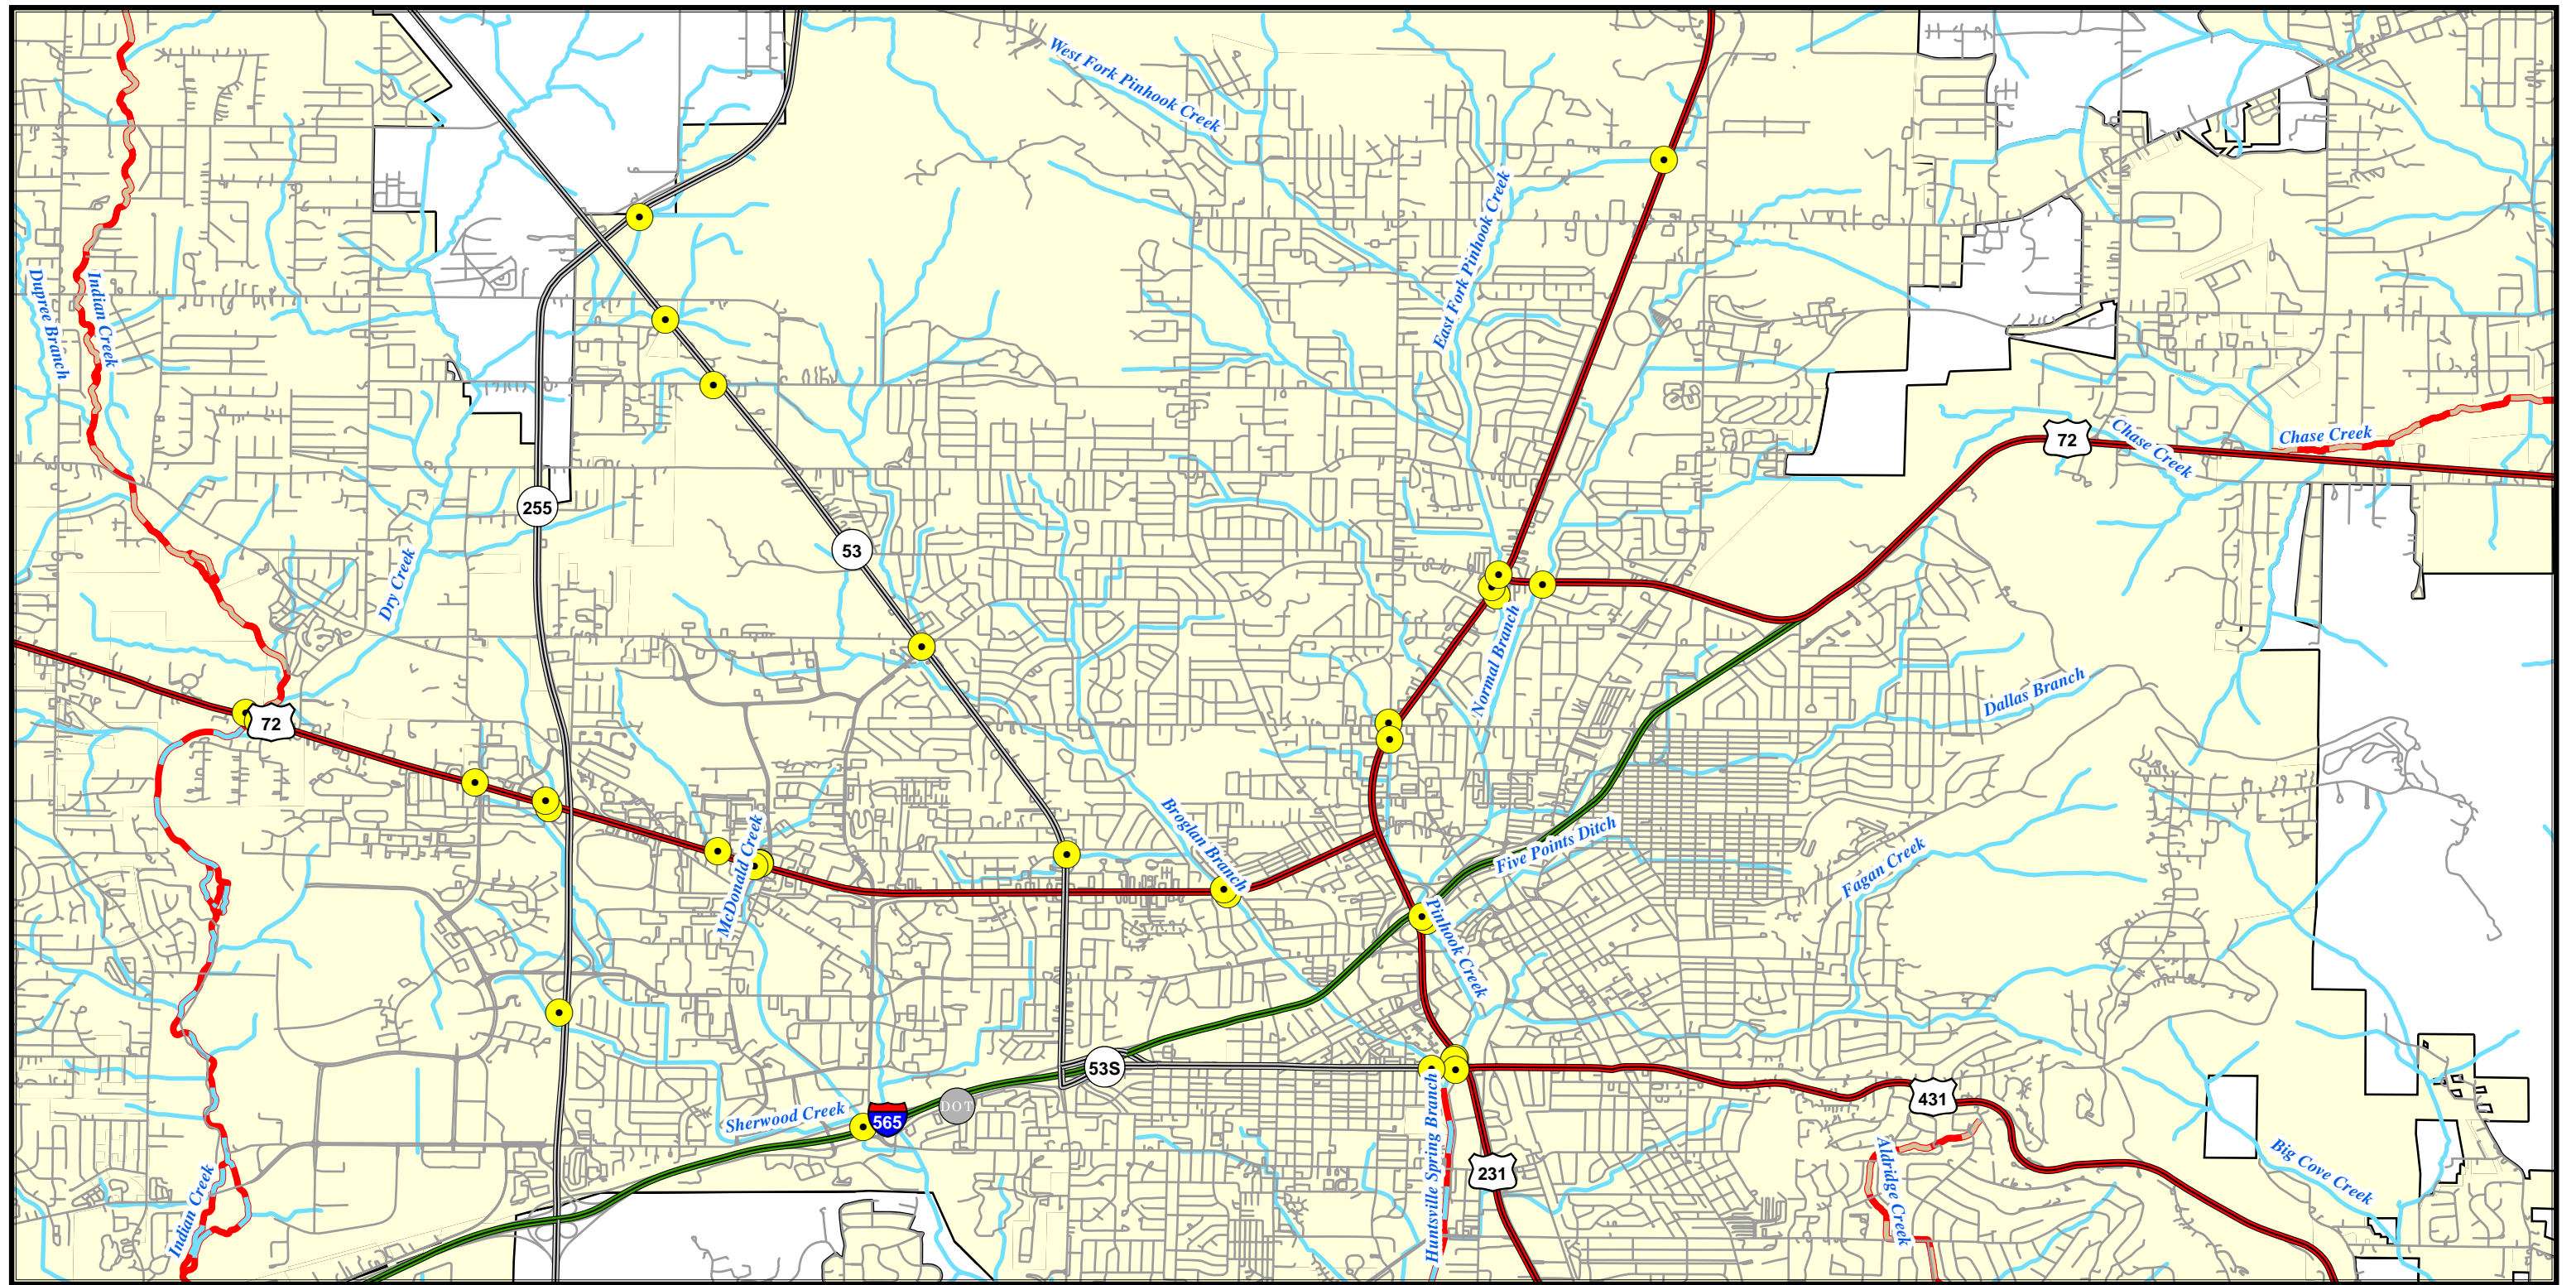 West Fork Pinhook Creek
East Fork Pinhook Creek
Dupree Branch
Indian Creek
72
Chase Creek
Chase Creek
255
53
Dry Creek
Normal Branch
Dallas Branch
72
Broglan Branch
McDonald Creek
Five Points Ditch
Fagan Creek
Pinhook Creek
53S
DOT
565
Sherwood Creek
431
Huntsville Spring Branch
231
Aldridge Creek
Big Cove Creek
Indian Creek